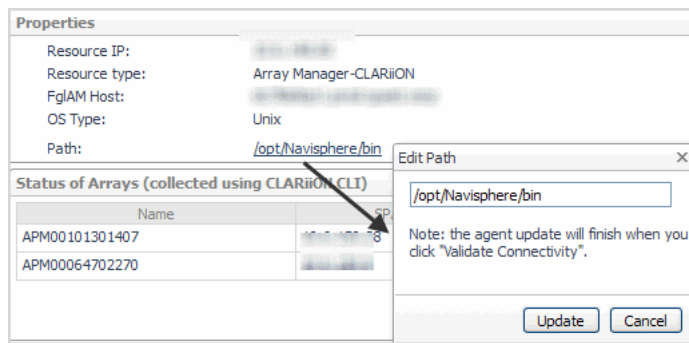 Properties
Resource IP:
Resource type: Array Manager-CLARiiON
FglAM Host:
OS Type: Unix
Path: /opt/Navisphere/bin
Status of Arrays (collected using CLARiiON CLI)
Name
APM00101301407
APM00064702270
Edit Path
/opt/Navisphere/bin
Note: the agent update will finish when you
click "Validate Connectivity".
Update Cancel